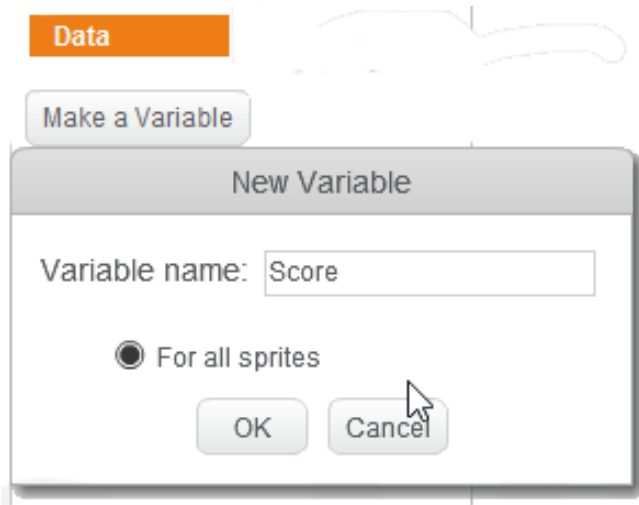 Data
Make a Variable
New Variable
Variable name: Score
For all sprites
OK Cancel